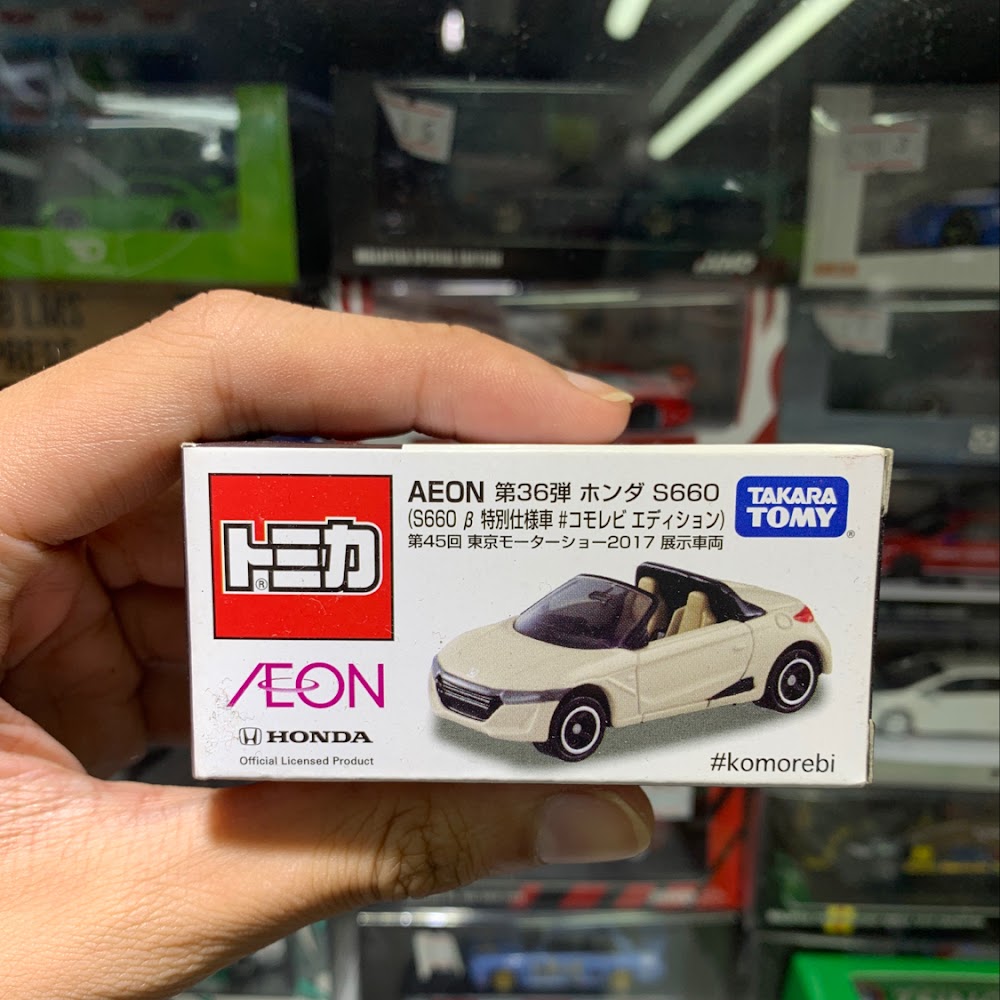 AEON 第36弾 ホンダ S660
(S660 β 特別仕様車 #コモレビ エディション)
第45回 東京モーターショー2017 展示車両
TAKARA
TOMY
®
トミカ
®
AEON
HONDA
Official Licensed Product
#komorebi